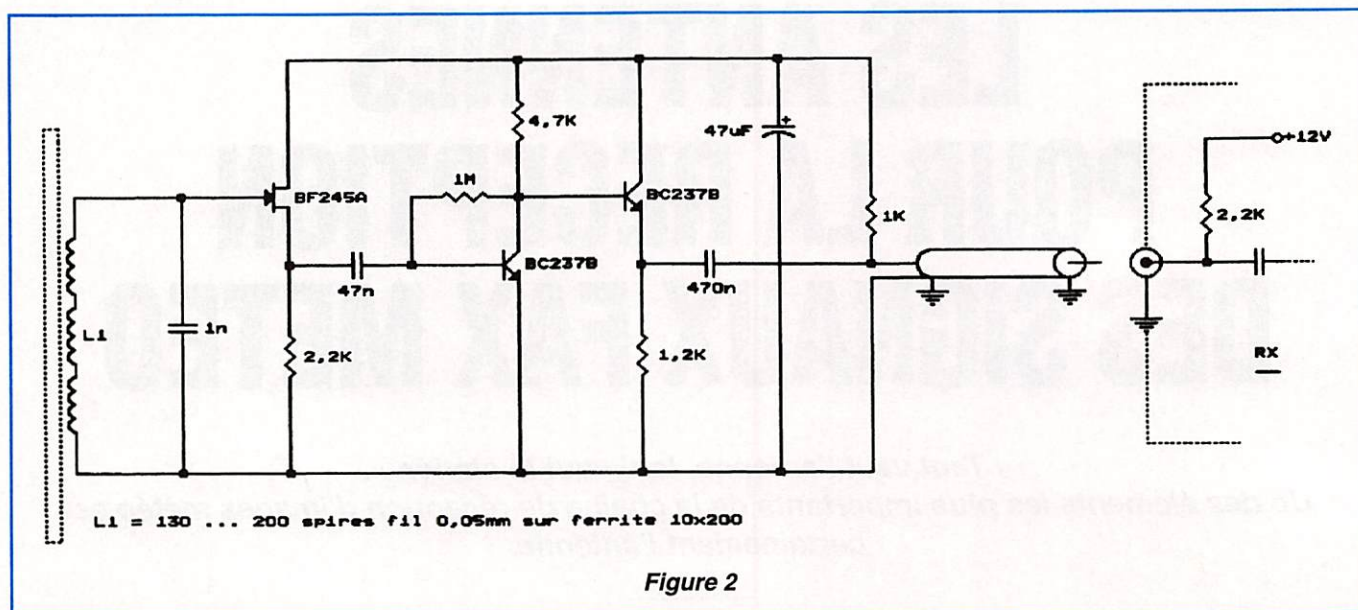 4,7K
47uF
+
+12V
1M
BF245A
BC237B
1K
2,2K
47n
BC237B
470n
L1
1n
2,2K
1,2K
RX
L1 = 130 ... 200 spires fil 0,05mm sur ferrite 10x200
Figure 2